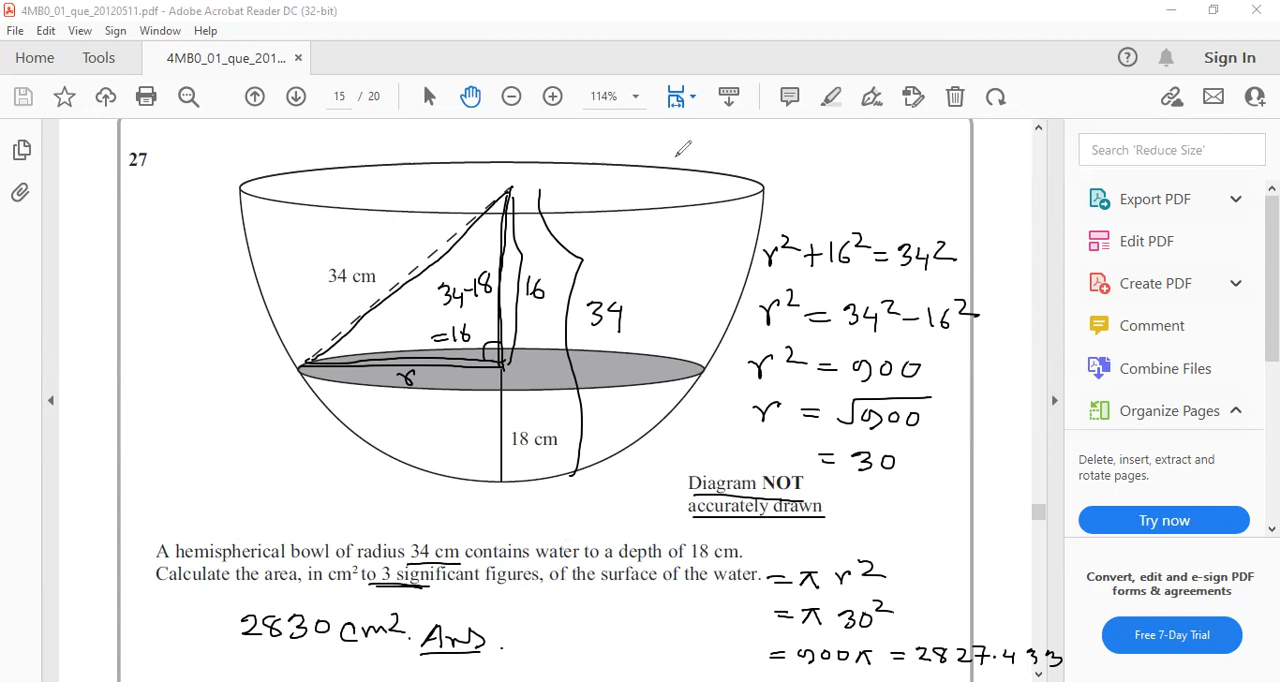 4MB0_01_que_20120511.pdf - Adobe Acrobat Reader DC (32-bit)
File Edit View Sign Window Help
Home Tools 4MB0_01_que_201... × Sign In
15 / 20 114%
27
34 cm
34-18
=16
16
34
r
18 cm
r²+16²=34²
r² = 34²-16²
r² = 900
r = √900
= 30
Diagram NOT
accurately drawn
A hemispherical bowl of radius 34 cm contains water to a depth of 18 cm.
Calculate the area, in cm² to 3 significant figures, of the surface of the water.
= π r²
= π 30²
= 900π = 2827.433
2830 cm². Ans.
Search 'Reduce Size'
Export PDF
Edit PDF
Create PDF
Comment
Combine Files
Organize Pages
Delete, insert, extract and
rotate pages.
Try now
Convert, edit and e-sign PDF
forms & agreements
Free 7-Day Trial